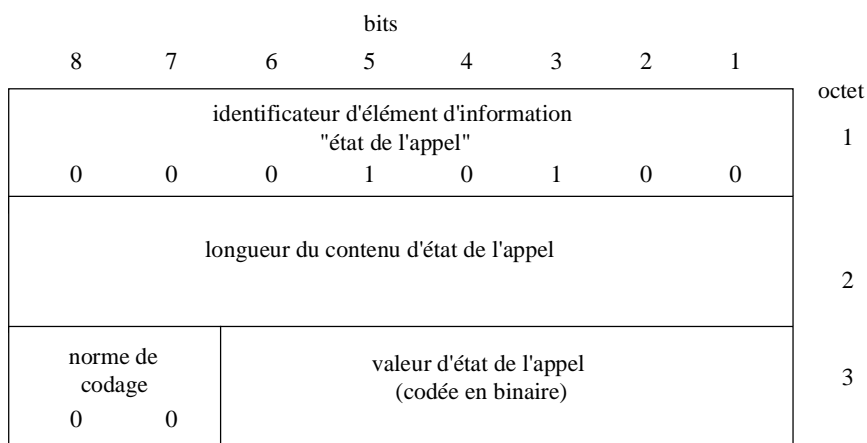 bits
8 7 6 5 4 3 2 1
octet
identificateur d'élément d'information
"état de l'appel"
1
0 0 0 1 0 1 0 0
longueur du contenu d'état de l'appel
2
norme de
codage
valeur d'état de l'appel
(codée en binaire)
3
0 0